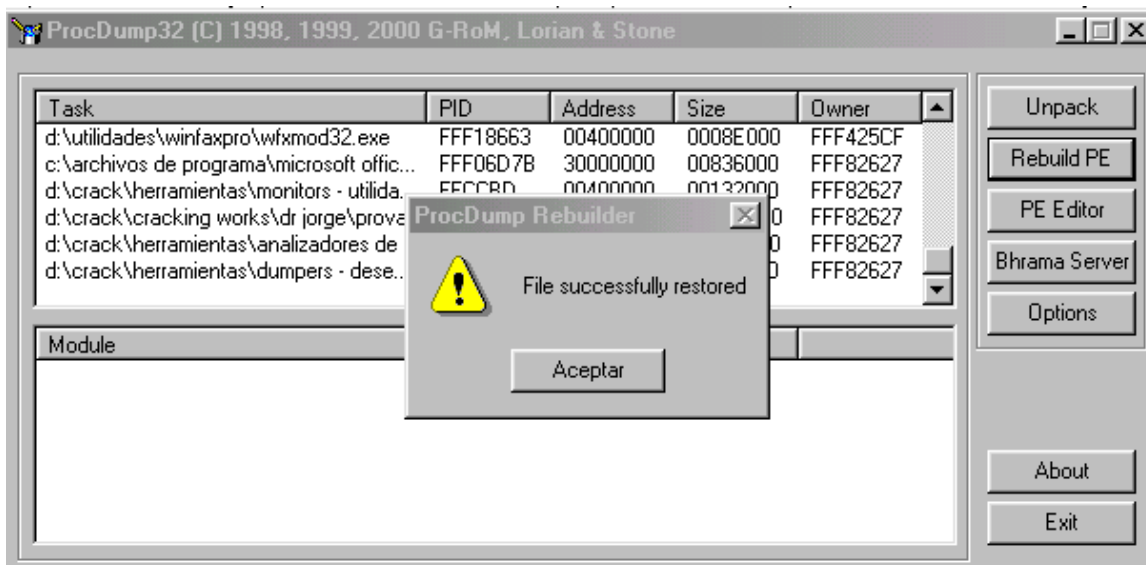 ProcDump32 (C) 1998, 1999, 2000 G-RoM, Lorian & Stone
Task PID Address Size Owner
d:\utilidades\winfaxpro\wfxmod32.exe FFF18663 00400000 0008E000 FFF425CF
c:\archivos de programa\microsoft offic... FFF06D7B 30000000 00836000 FFF82627
d:\crack\herramientas\monitors - utilida... 00400000 00132000 FFF82627
d:\crack\cracking works\dr jorge\prova 0 FFF82627
d:\crack\herramientas\analizadores de 0 FFF82627
d:\crack\herramientas\dumpers - dese... FFF82627
ProcDump Rebuilder
File successfully restored
Aceptar
Module
Unpack
Rebuild PE
PE Editor
Bhrama Server
Options
About
Exit